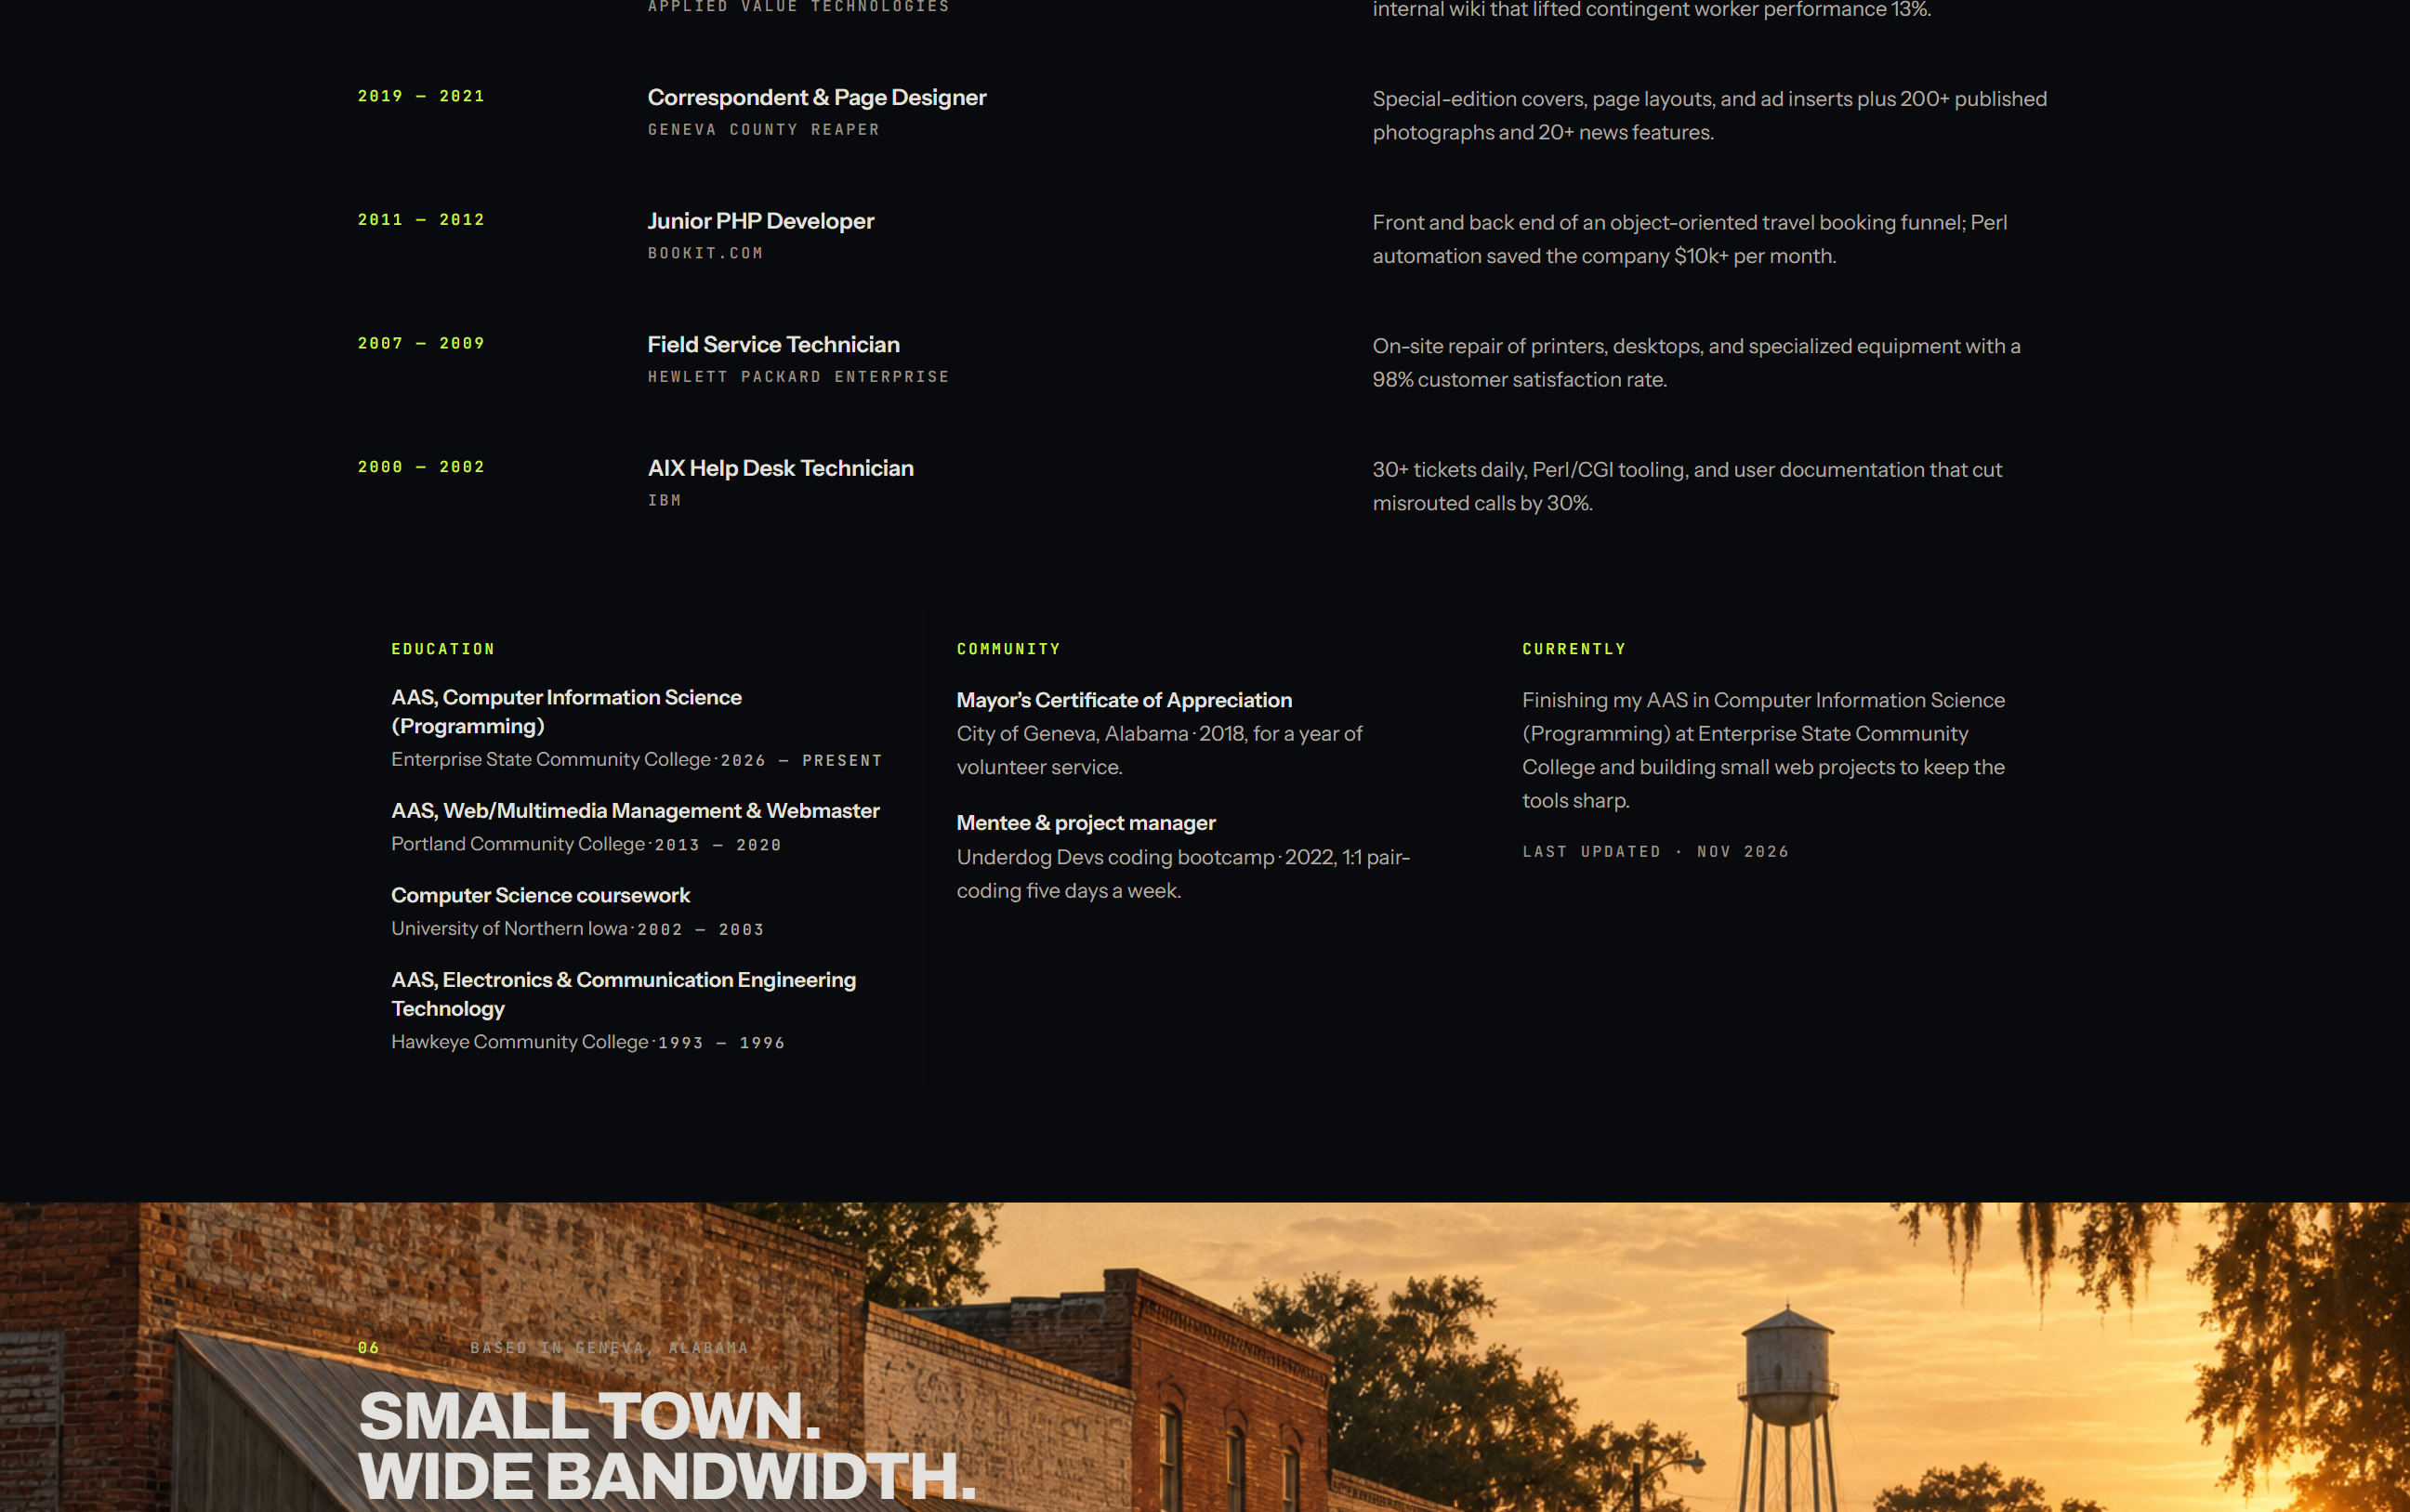 APPLIED VALUE TECHNOLOGIES
internal wiki that lifted contingent worker performance 13%.
2019 — 2021
Correspondent & Page Designer
GENEVA COUNTY REAPER
Special-edition covers, page layouts, and ad inserts plus 200+ published
photographs and 20+ news features.
2011 — 2012
Junior PHP Developer
BOOKIT.COM
Front and back end of an object-oriented travel booking funnel; Perl
automation saved the company $10k+ per month.
2007 — 2009
Field Service Technician
HEWLETT PACKARD ENTERPRISE
On-site repair of printers, desktops, and specialized equipment with a
98% customer satisfaction rate.
2000 — 2002
AIX Help Desk Technician
IBM
30+ tickets daily, Perl/CGI tooling, and user documentation that cut
misrouted calls by 30%.
EDUCATION
AAS, Computer Information Science
(Programming)
Enterprise State Community College · 2026 — PRESENT
AAS, Web/Multimedia Management & Webmaster
Portland Community College · 2013 — 2020
Computer Science coursework
University of Northern Iowa · 2002 — 2003
AAS, Electronics & Communication Engineering
Technology
Hawkeye Community College · 1993 — 1996
COMMUNITY
Mayor’s Certificate of Appreciation
City of Geneva, Alabama · 2018, for a year of
volunteer service.
Mentee & project manager
Underdog Devs coding bootcamp · 2022, 1:1 pair-
coding five days a week.
CURRENTLY
Finishing my AAS in Computer Information Science
(Programming) at Enterprise State Community
College and building small web projects to keep the
tools sharp.
LAST UPDATED · NOV 2026
06
BASED IN GENEVA, ALABAMA
SMALL TOWN.
WIDE BANDWIDTH.